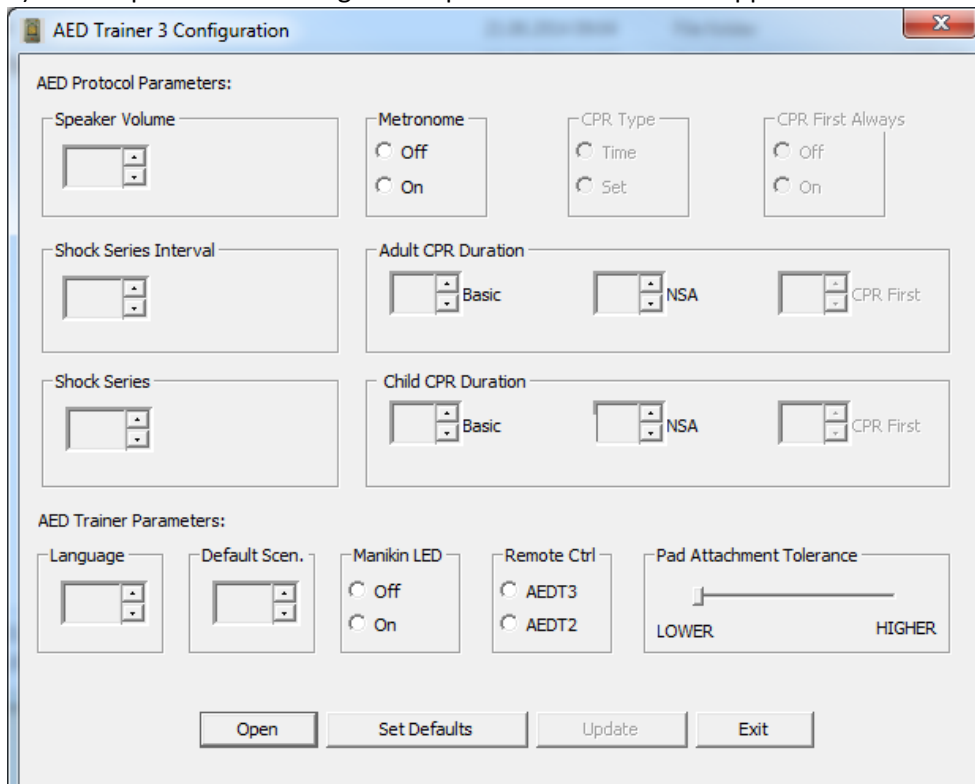 AED Trainer 3 Configuration
AED Protocol Parameters:
Speaker Volume
Metronome
Off
On
CPR Type
Time
Set
CPR First Always
Off
On
Shock Series Interval
Adult CPR Duration
Basic
NSA
CPR First
Shock Series
Child CPR Duration
Basic
NSA
CPR First
AED Trainer Parameters:
Language
Default Scen.
Manikin LED
Off
On
Remote Ctrl
AEDT3
AEDT2
Pad Attachment Tolerance
LOWER HIGHER
Open Set Defaults Update Exit